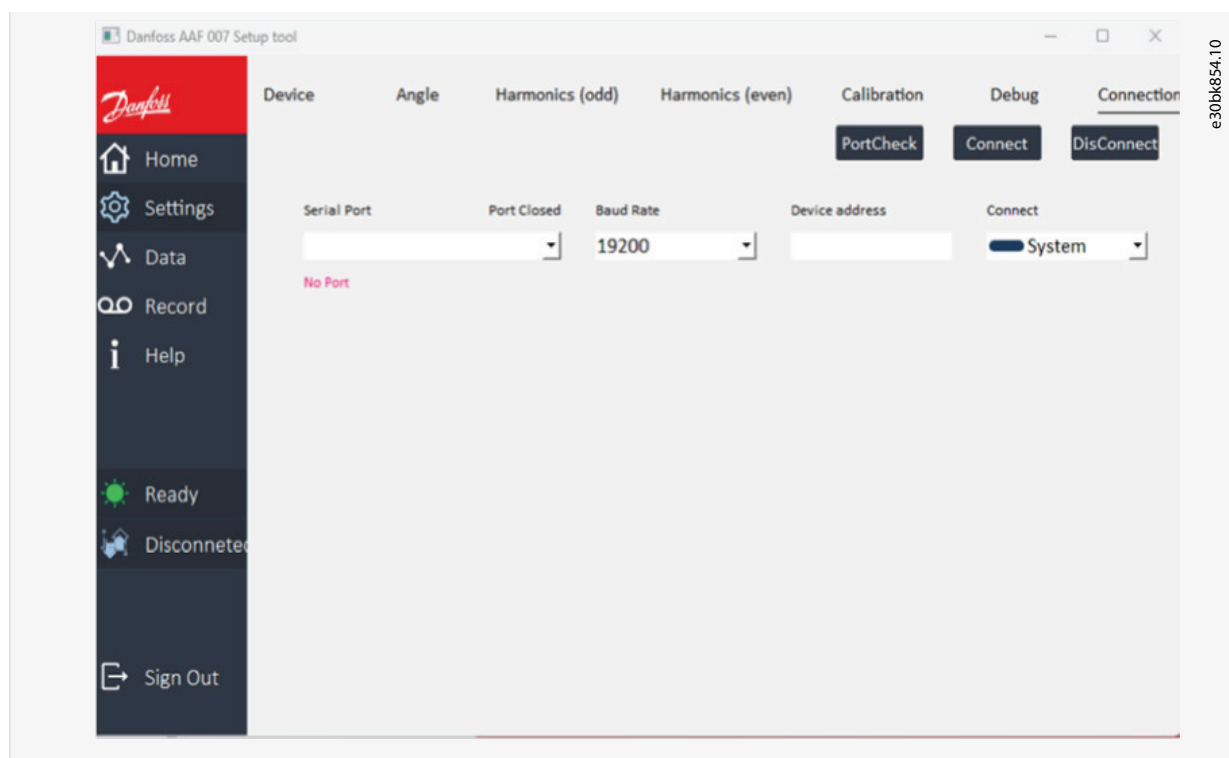 Danfoss AAF 007 Setup tool
e30bk854.10
Danfoss
Device Angle Harmonics (odd) Harmonics (even) Calibration Debug Connection
PortCheck Connect DisConnect
Home
Settings
Data
Record
Help
Ready
Disconneted
Sign Out
Serial Port Port Closed Baud Rate Device address Connect
19200 System
No Port